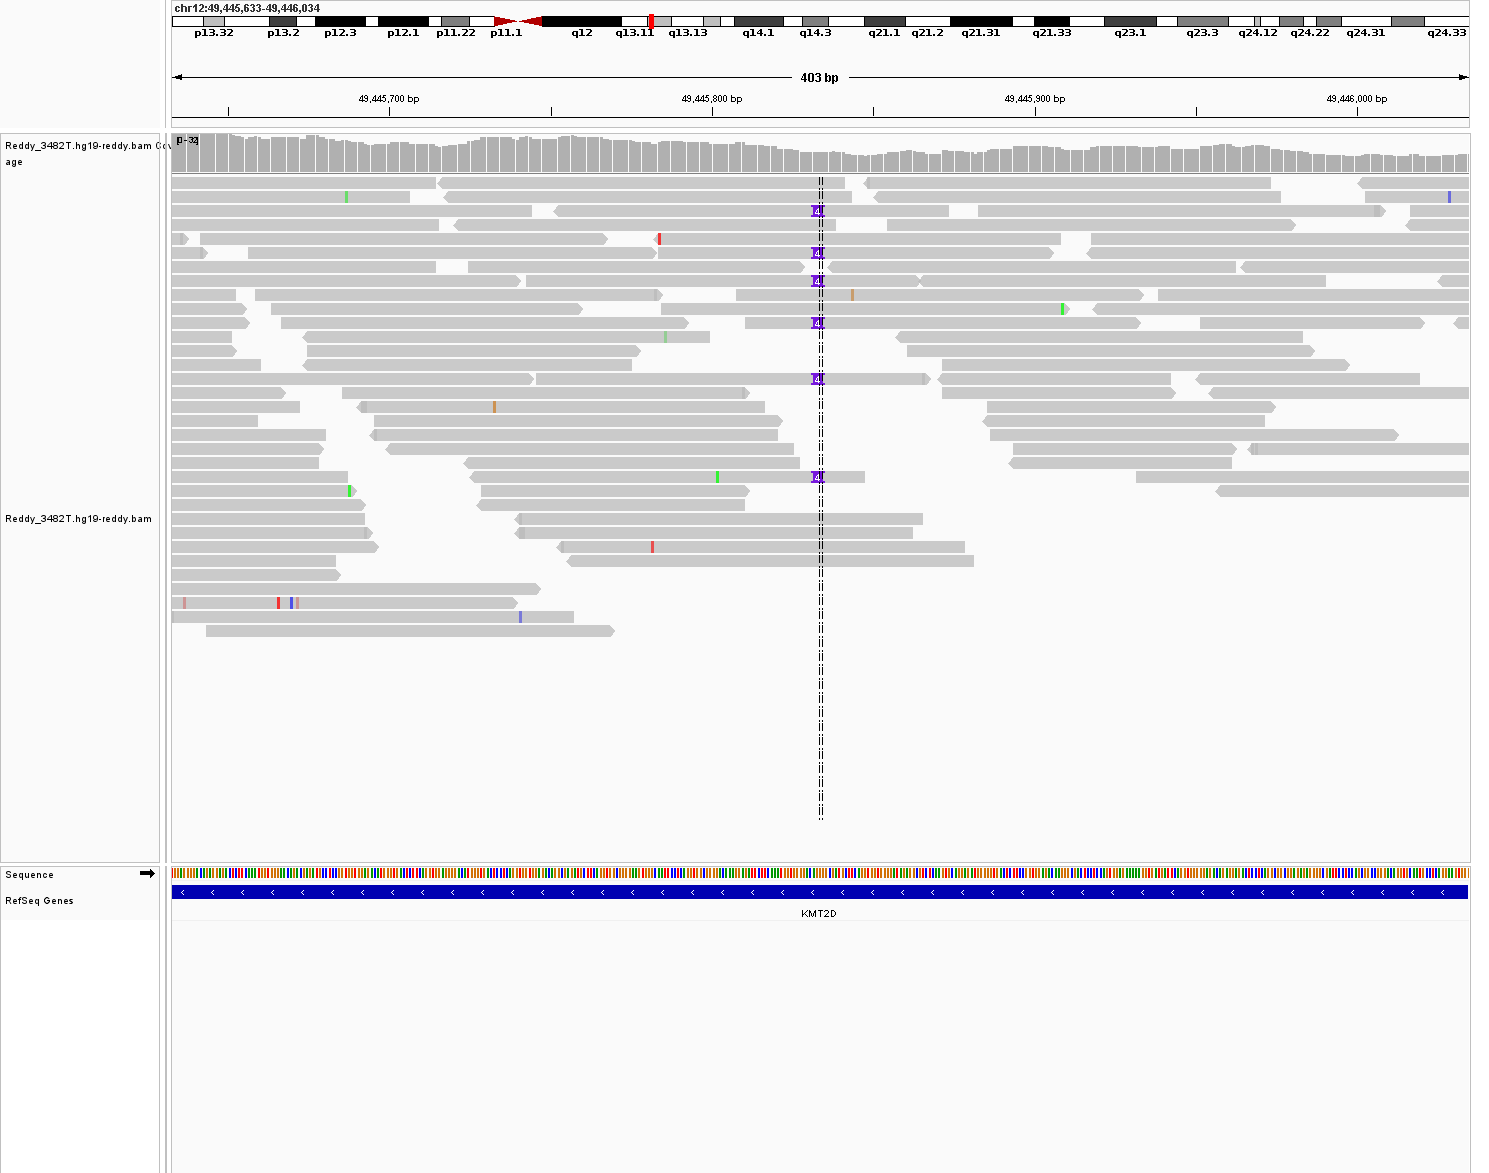 chr12:49,445,633-49,446,034
p13.32 p13.2 p12.3 p12.1 p11.22 p11.1 q12 q13.11 q13.13 q14.1 q14.3 q21.1 q21.2 q21.31 q21.33 q23.1 q23.3 q24.12 q24.22 q24.31 q24.33
403 bp
49,445,700 bp 49,445,800 bp 49,445,900 bp 49,446,000 bp
[0 - 32]
Reddy_3482T.hg19-reddy.bam Cov
age
4
4
4
4
4
4
Reddy_3482T.hg19-reddy.bam
Sequence
RefSeq Genes
KMT2D